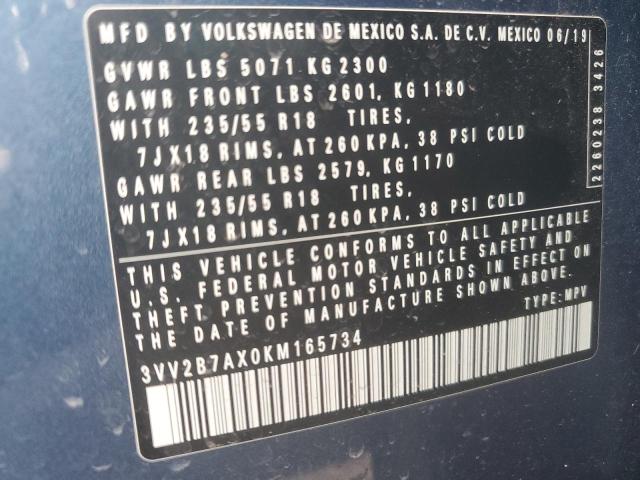 MFD BY VOLKSWAGEN DE MEXICO S.A. DE C.V. MEXICO 06/19
GVWR LBS 5071 KG 2300
GAWR FRONT LBS 2601, KG 1180
WITH 235/55 R18 TIRES,
7JX18 RIMS, AT 260 KPA, 38 PSI COLD
GAWR REAR LBS 2579, KG 1170
WITH 235/55 R18 TIRES,
7JX18 RIMS, AT 260 KPA, 38 PSI COLD
2260238 3426
THIS VEHICLE CONFORMS TO ALL APPLICABLE
U.S. FEDERAL MOTOR VEHICLE SAFETY AND
THEFT PREVENTION STANDARDS IN EFFECT ON
THE DATE OF MANUFACTURE SHOWN ABOVE.
TYPE: MPV
3VV2B7AX0KM165734